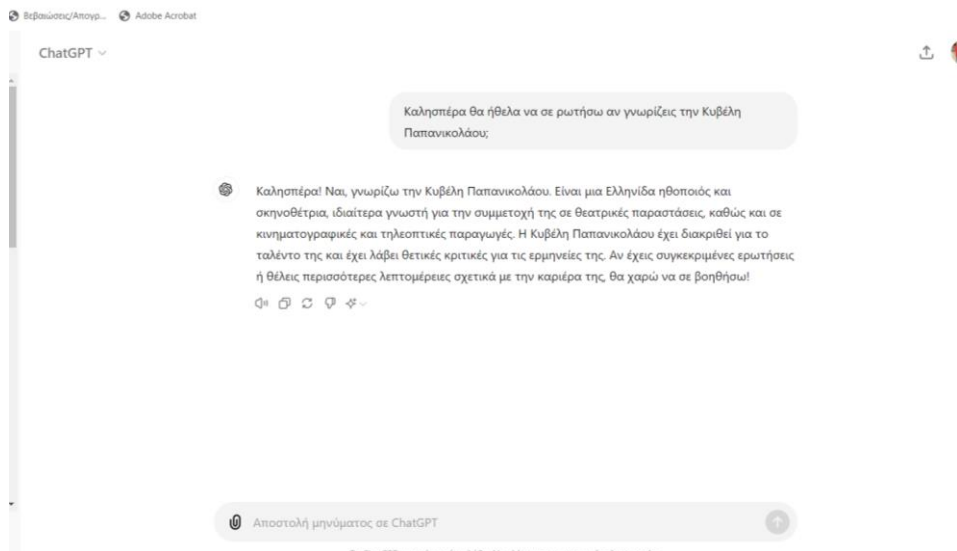 Βεβαιώσεις/Απογρ... Adobe Acrobat
ChatGPT
Καλησπέρα θα ήθελα να σε ρωτήσω αν γνωρίζεις την Κυβέλη
Παπανικολάου;
Καλησπέρα! Ναι, γνωρίζω την Κυβέλη Παπανικολάου. Είναι μια Ελληνίδα ηθοποιός και
σκηνοθέτρια, ιδιαίτερα γνωστή για την συμμετοχή της σε θεατρικές παραστάσεις, καθώς και σε
κινηματογραφικές και τηλεοπτικές παραγωγές. Η Κυβέλη Παπανικολάου έχει διακριθεί για το
ταλέντο της και έχει λάβει θετικές κριτικές για τις ερμηνείες της. Αν έχεις συγκεκριμένες ερωτήσεις
ή θέλεις περισσότερες λεπτομέρειες σχετικά με την καριέρα της, θα χαρώ να σε βοηθήσω!
Αποστολή μηνύματος σε ChatGPT